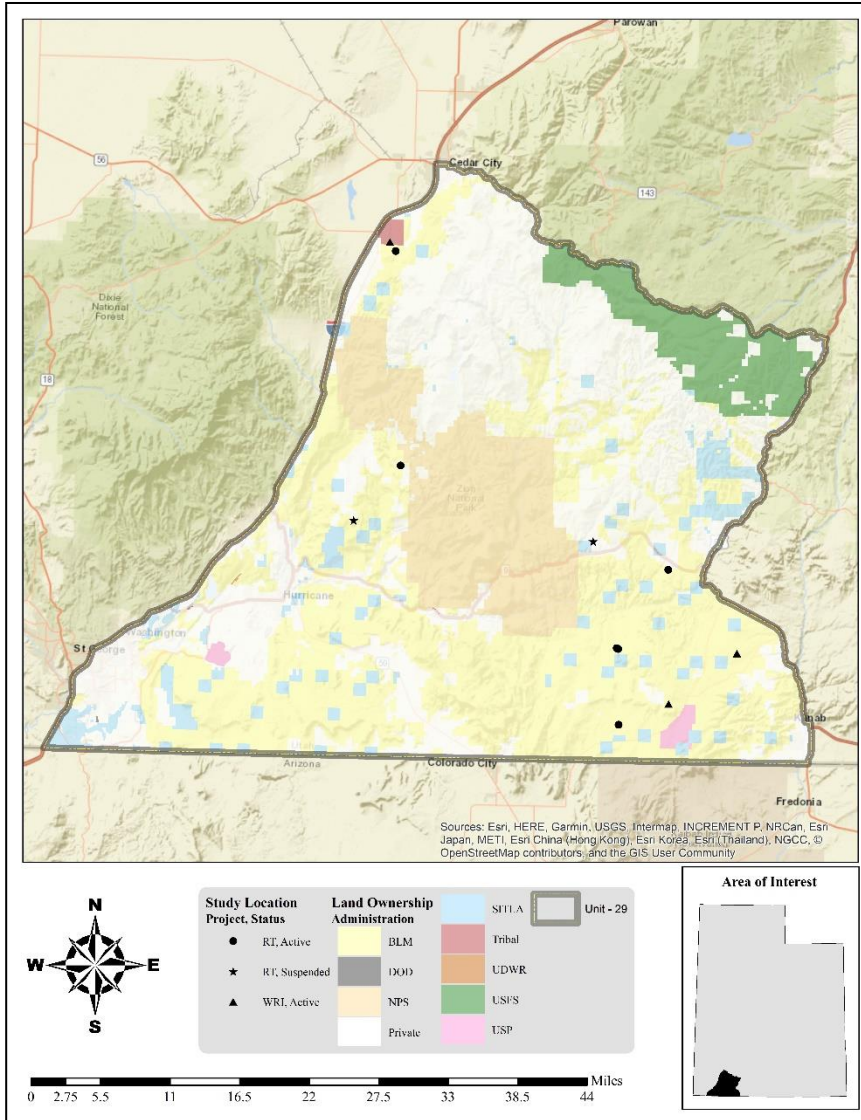 Parowan
56
Cedar City
143
Dixie
National
Forest
18
Zion
National
Park
Hurricane
Washington
St George
59
Kanab
Arizona
Colorado City
Fredonia
Sources: Esri, HERE, Garmin, USGS, Intermap, INCREMENT P, NRCan, Esri
Japan, METI, Esri China (Hong Kong), Esri Korea, Esri (Thailand), NGCC, ©
OpenStreetMap contributors, and the GIS User Community
N
W E
S
Study Location
Project, Status
RT, Active
RT, Suspended
WRI, Active
Land Ownership
Administration
BLM
DOD
NPS
Private
SITLA
Tribal
UDWR
USFS
USP
Unit - 29
Area of Interest
Miles
0 2.75 5.5 11 16.5 22 27.5 33 38.5 44